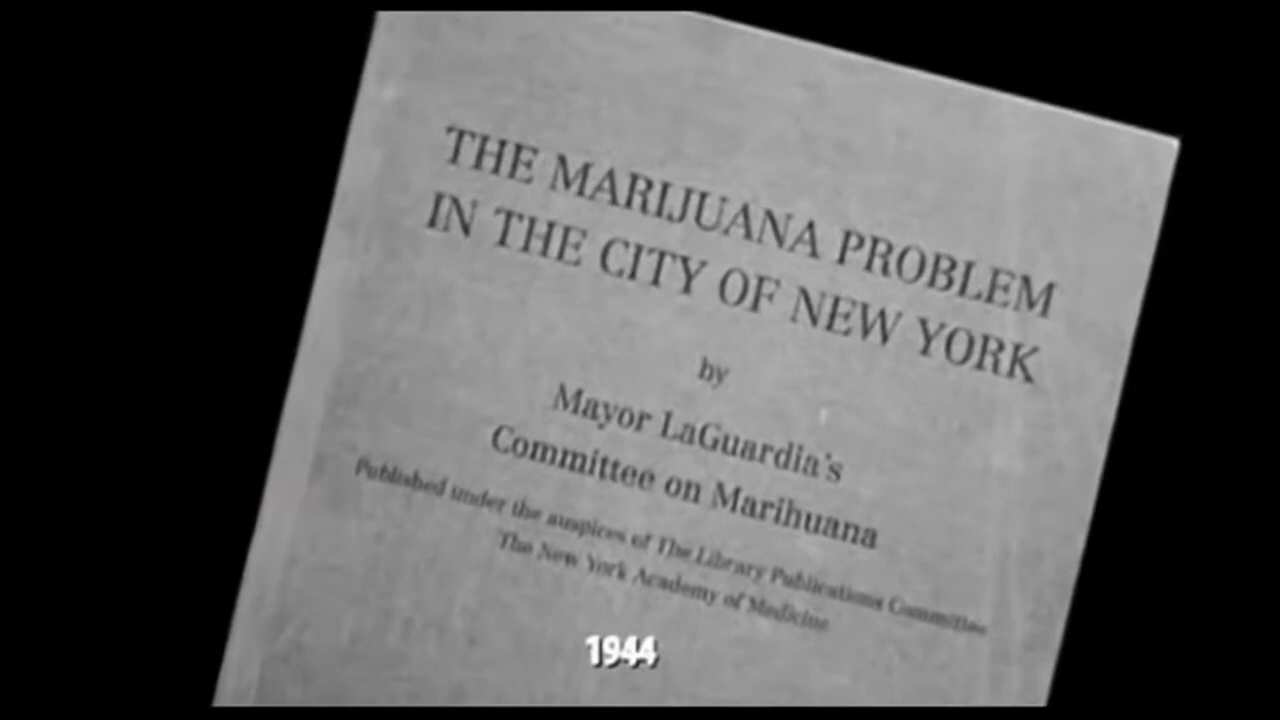 THE MARIJUANA PROBLEM
IN THE CITY OF NEW YORK
by
Mayor LaGuardia's
Committee on Marihuana
Published under the auspices of The Library Publications Committee
The New York Academy of Medicine
1944